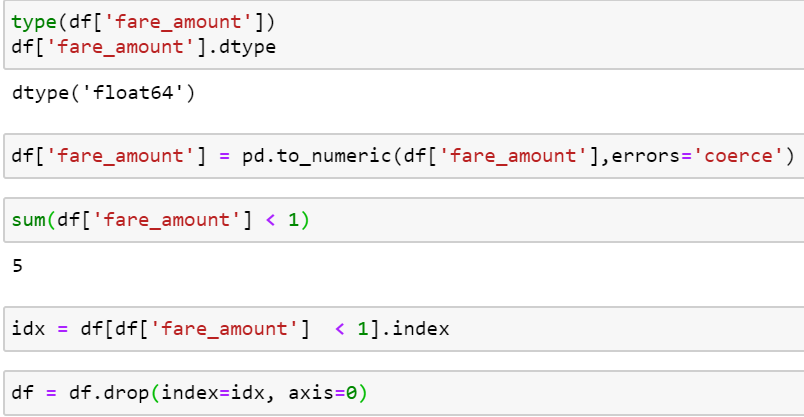 type(df['fare_amount'])
df['fare_amount'].dtype
dtype('float64')
df['fare_amount'] = pd.to_numeric(df['fare_amount'],errors='coerce')
sum(df['fare_amount'] < 1)
5
idx = df[df['fare_amount']  < 1].index
df = df.drop(index=idx, axis=0)